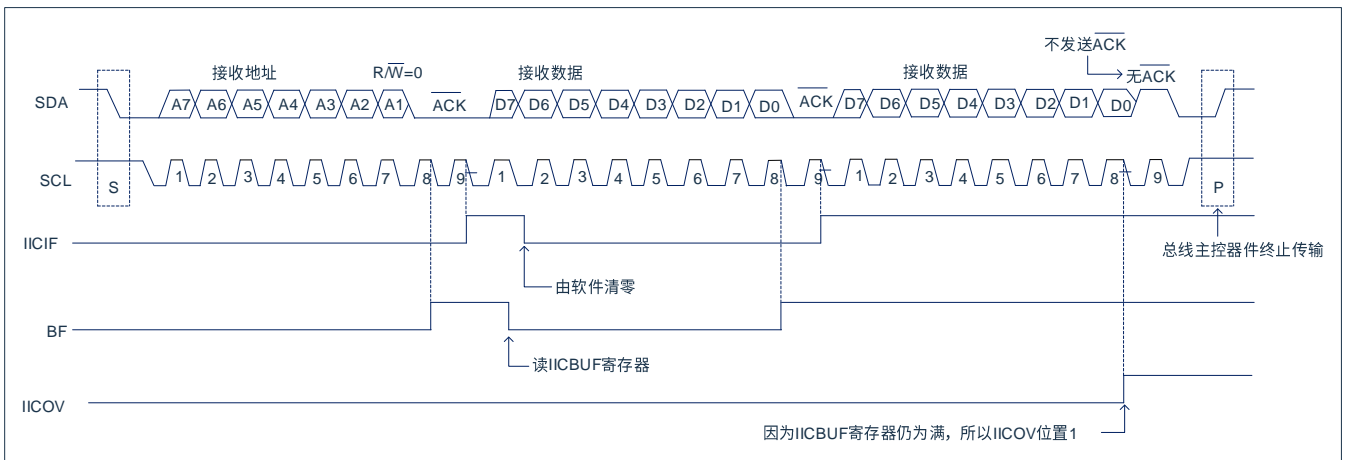 不发送ACK
接收地址 R/W=0 接收数据 接收数据 无ACK
SDA A7 A6 A5 A4 A3 A2 A1 ACK D7 D6 D5 D4 D3 D2 D1 D0 ACK D7 D6 D5 D4 D3 D2 D1 D0
SCL S 1 2 3 4 5 6 7 8 9 1 2 3 4 5 6 7 8 9 1 2 3 4 5 6 7 8 9 P
IICIF
总线主控器件终止传输
由软件清零
BF
读IICBUF寄存器
IICOV
因为IICBUF寄存器仍为满，所以IICOV位置1